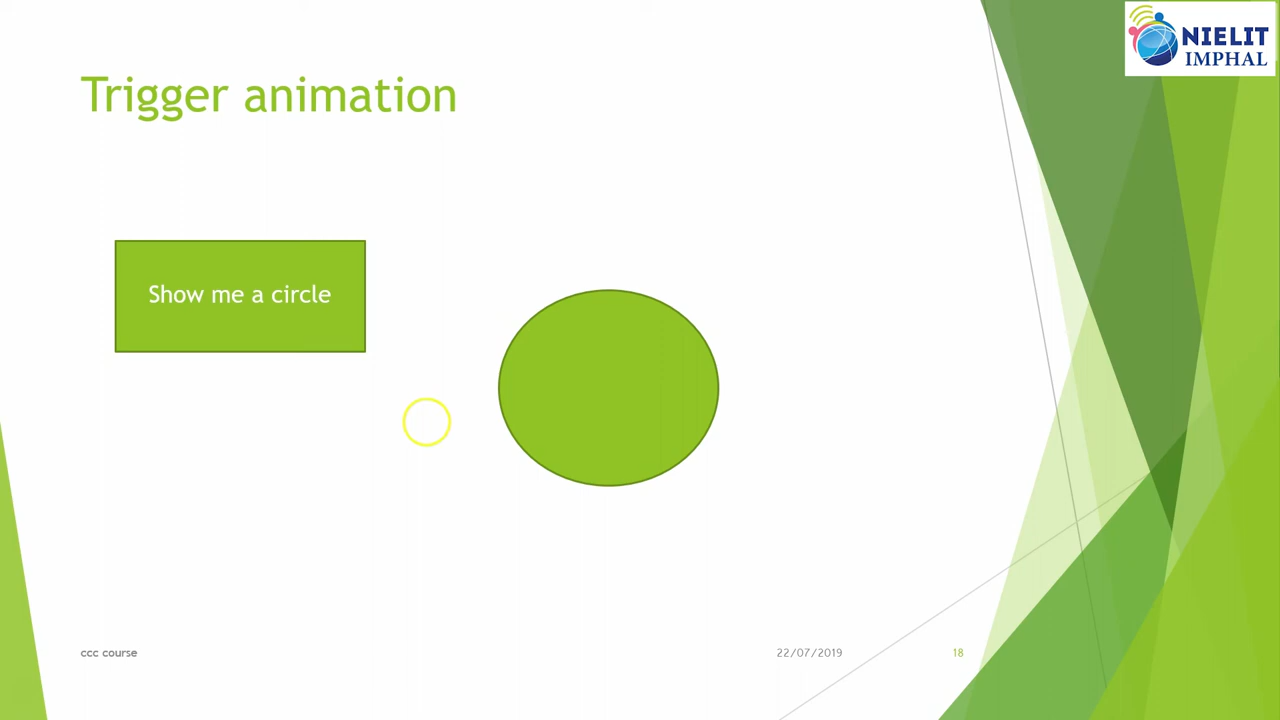 NIELIT
IMPHAL
Trigger animation
Show me a circle
ccc course
22/07/2019
18